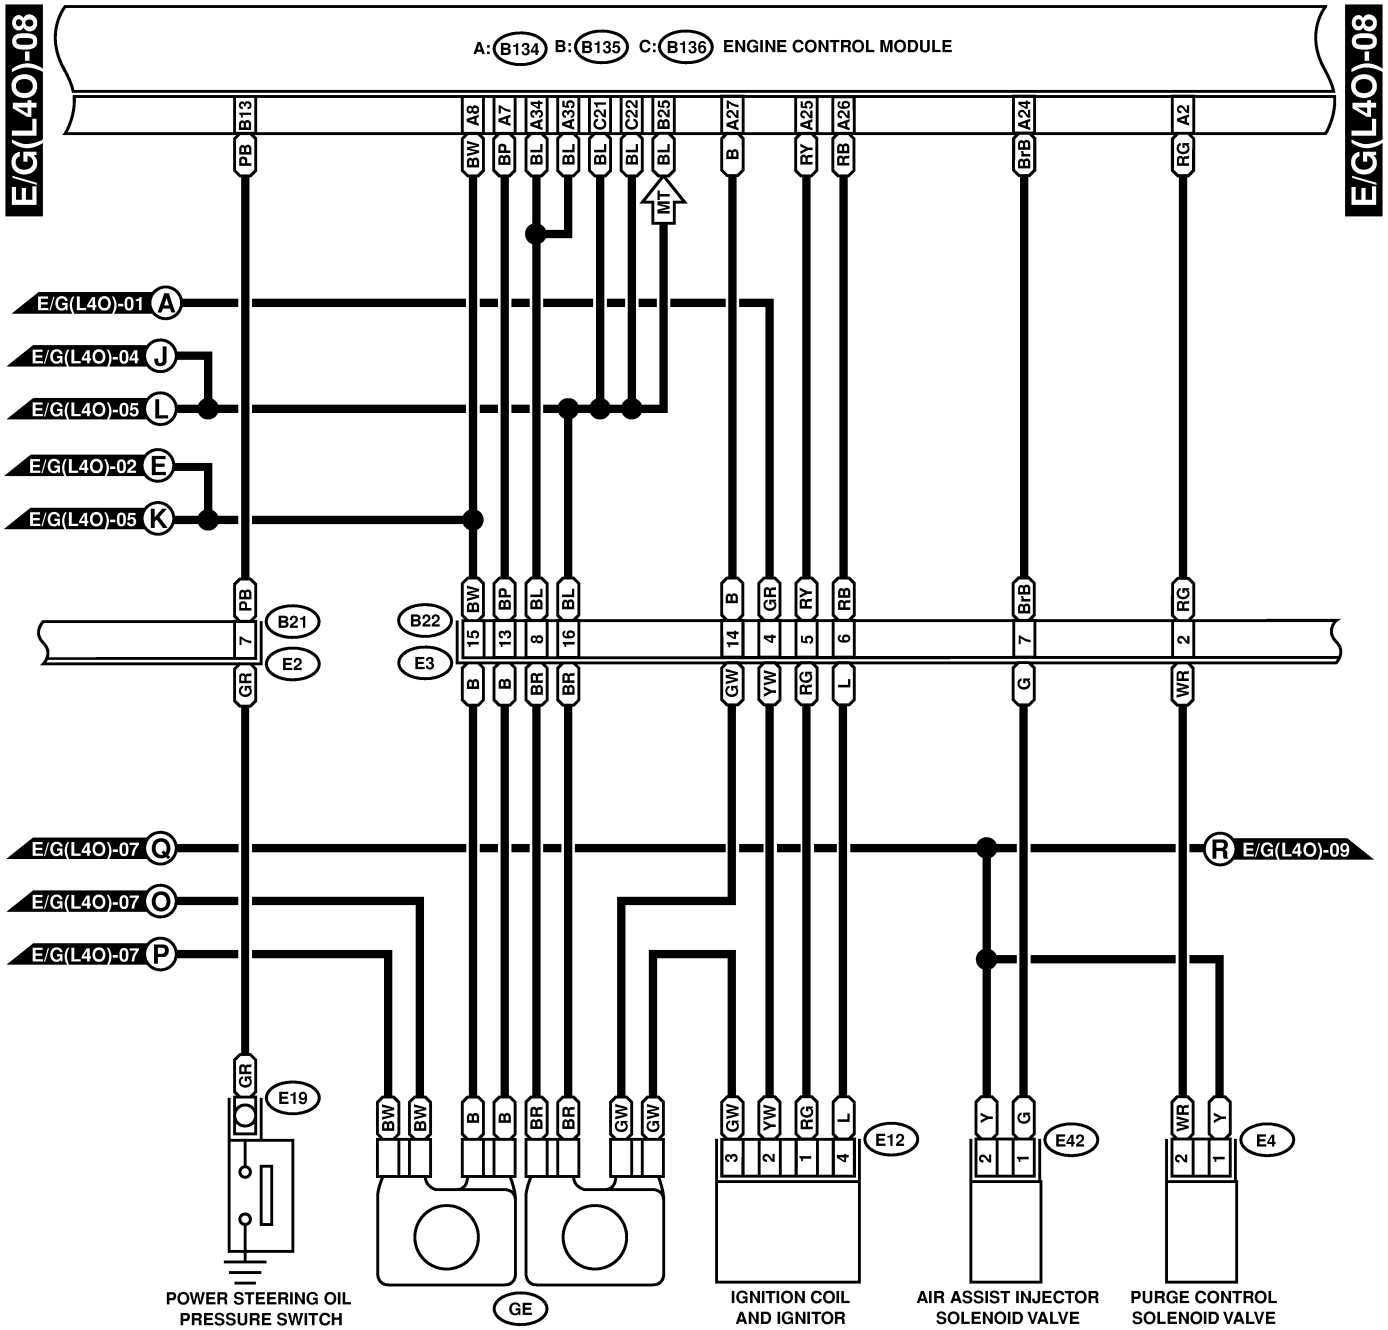 E/G(L4O)-08
E/G(L4O)-08
A: B134 B: B135 C: B136 ENGINE CONTROL MODULE
B13 A8 A7 A34 A35 C21 C22 B25 A27 A25 A26 A24 A2
PB BW BP BL BL BL BL BL B RY RB BrB RG
MT
E/G(L4O)-01 A
E/G(L4O)-04 J
E/G(L4O)-05 L
E/G(L4O)-02 E
E/G(L4O)-05 K
PB BW BP BL BL B GR RY RB BrB RG
B21 B22
7 15 13 8 16 14 4 5 6 7 2
E2 E3
GR B B BR BR GW YW RG L G WR
E/G(L4O)-07 Q R E/G(L4O)-09
E/G(L4O)-07 O
E/G(L4O)-07 P
GR
E19
BW BW B B BR BR GW GW GW YW RG L Y G WR Y
3 2 1 4 E12 2 1 E42 2 1 E4
POWER STEERING OIL
PRESSURE SWITCH
GE
IGNITION COIL
AND IGNITOR
AIR ASSIST INJECTOR
SOLENOID VALVE
PURGE CONTROL
SOLENOID VALVE